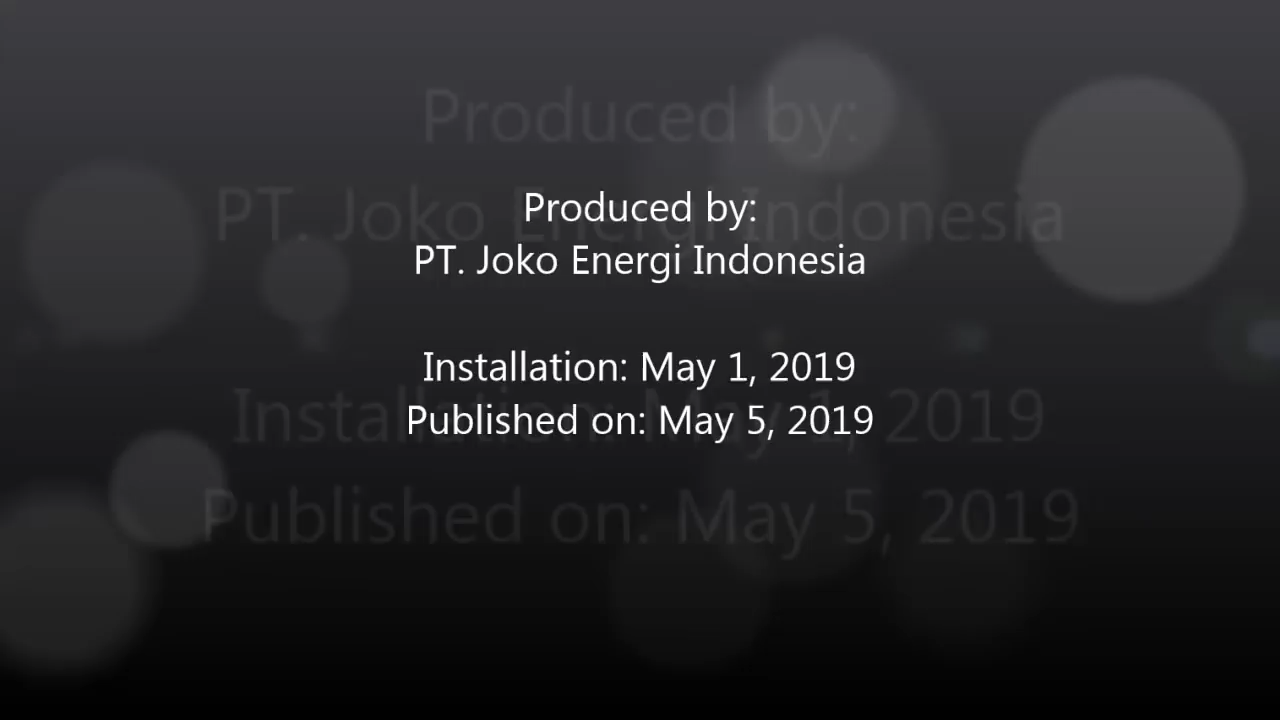 Produced by:
PT. Joko Energi Indonesia
Installation: May 1, 2019
Published on: May 5, 2019